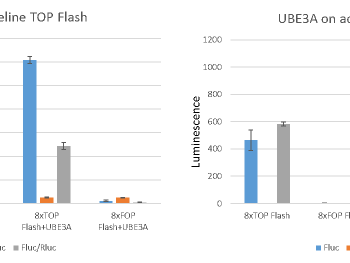 eline TOP Flash
UBE3A on ac
1200
1000
800
600
400
200
0
Luminescence
8xTOP
Flash+UBE3A
8xFOP
Flash+UBE3A
8xTOP Flash
8xFOP Fl
uc
Fluc/Rluc
Fluc